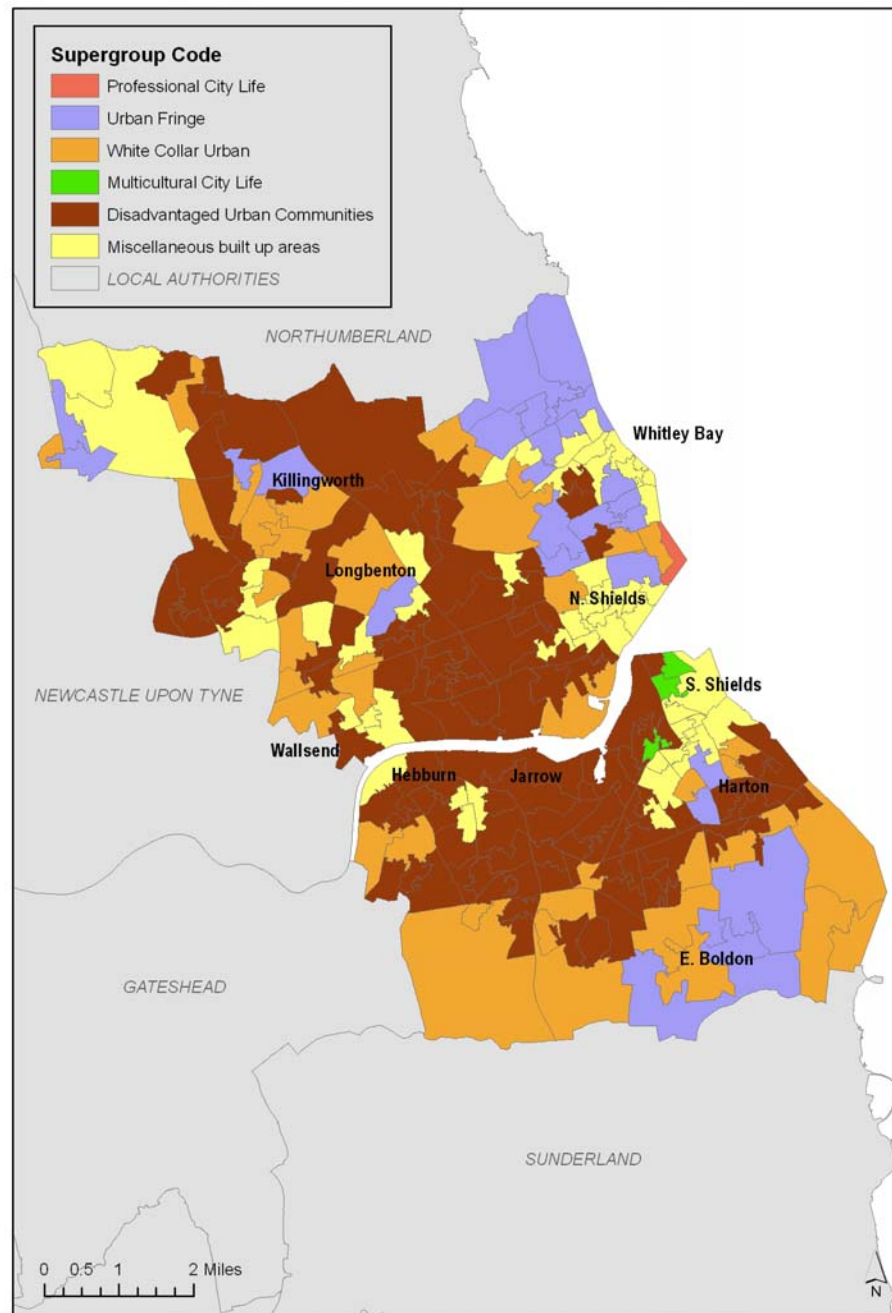 Supergroup Code
Professional City Life
Urban Fringe
White Collar Urban
Multicultural City Life
Disadvantaged Urban Communities
Miscellaneous built up areas
LOCAL AUTHORITIES
NORTHUMBERLAND
Whitley Bay
Killingworth
Longbenton
N. Shields
S. Shields
NEWCASTLE UPON TYNE
Wallsend
Hebburn
Jarrow
Harton
E. Boldon
GATESHEAD
SUNDERLAND
0 0.5 1 2 Miles
N